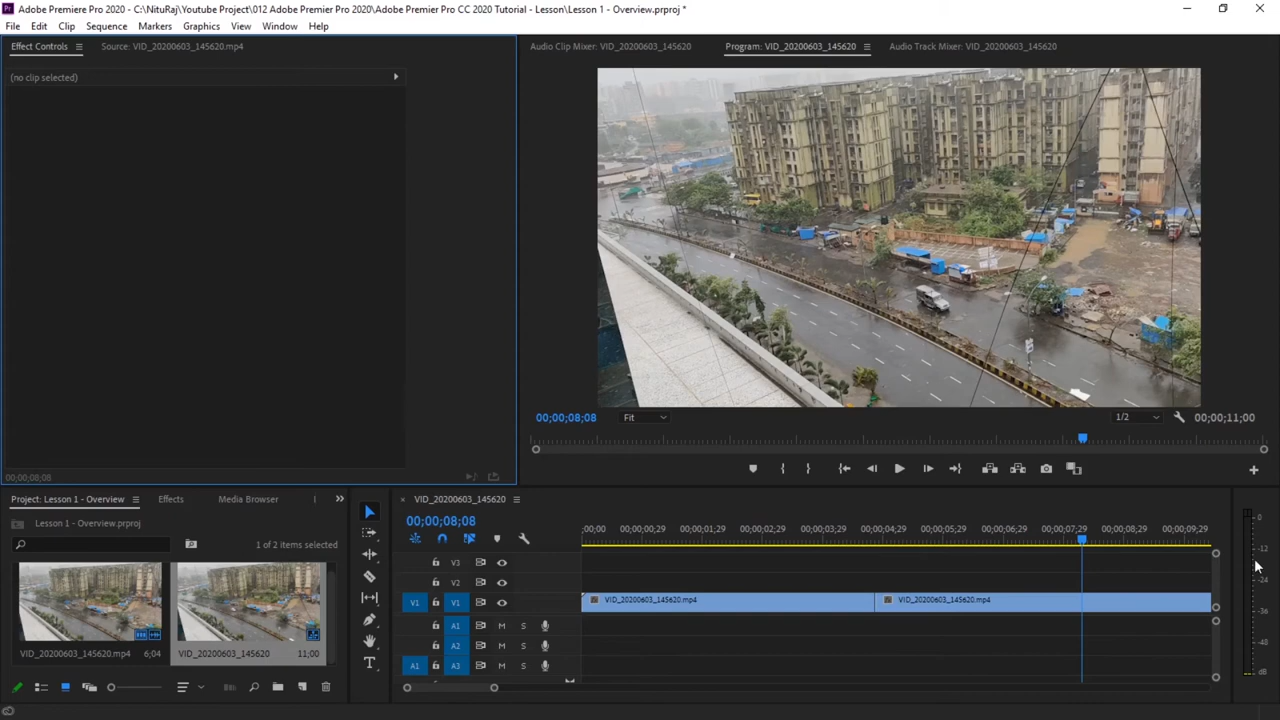 Adobe Premiere Pro 2020 - C:\NituRaj\Youtube Project\012 Adobe Premier Pro 2020\Adobe Premier Pro CC 2020 Tutorial - Lesson\Lesson 1 - Overview.prproj *
File Edit Clip Sequence Markers Graphics View Window Help
Effect Controls Source: VID_20200603_145620.mp4 Audio Clip Mixer: VID_20200603_145620 Program: VID_20200603_145620 Audio Track Mixer: VID_20200603_145620
(no clip selected)
00;00;08;08 Fit 1/2 00;00;11;00
00;00;08;08
Project: Lesson 1 - Overview Effects Media Browser
Lesson 1 - Overview.prproj
1 of 2 items selected
VID_20200603_145620.mp4 6;04 VID_20200603_145620 11;00
VID_20200603_145620
00;00;08;08
;00;00 00;00;00;29 00;00;01;29 00;00;02;29 00;00;03;29 00;00;04;29 00;00;05;29 00;00;06;29 00;00;07;29 00;00;08;29 00;00;09;29
V3
V2
V1 V1 VID_20200603_145620.mp4 VID_20200603_145620.mp4
A1 M S
A2 M S
A1 A3 M S
0
-12
-24
-36
-48
dB